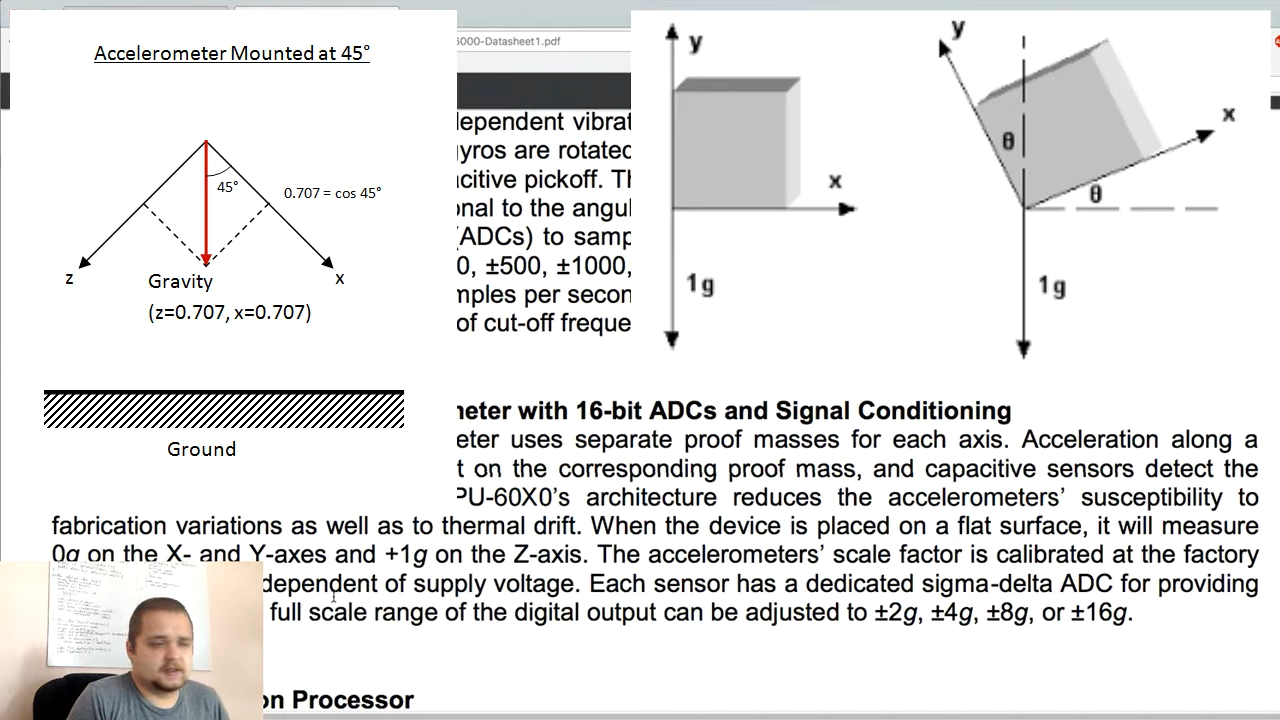 Accelerometer Mounted at 45°
45°
0.707 = cos 45°
z
x
Gravity
(z=0.707, x=0.707)
Ground
6000-Datasheet1.pdf
y
x
1g
y
x
θ
θ
1g
dependent vibrat
gyros are rotated
citive pickoff. Th
onal to the angul
(ADCs) to samp
0, ±500, ±1000,
mples per secon
of cut-off freque
meter with 16-bit ADCs and Signal Conditioning
eter uses separate proof masses for each axis. Acceleration along a
t on the corresponding proof mass, and capacitive sensors detect the
PU-60X0's architecture reduces the accelerometers' susceptibility to
fabrication variations as well as to thermal drift. When the device is placed on a flat surface, it will measure
0g on the X- and Y-axes and +1g on the Z-axis. The accelerometers' scale factor is calibrated at the factory
dependent of supply voltage. Each sensor has a dedicated sigma-delta ADC for providing
full scale range of the digital output can be adjusted to ±2g, ±4g, ±8g, or ±16g.
on Processor